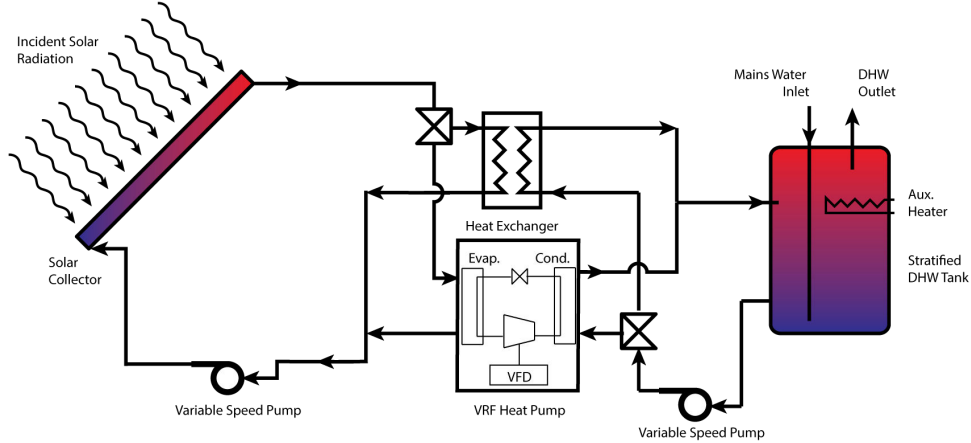 Incident Solar
Radiation
Mains Water
Inlet
DHW
Outlet
Aux.
Heater
Heat Exchanger
Solar
Collector
Evap.
Cond.
Stratified
DHW Tank
VFD
Variable Speed Pump
VRF Heat Pump
Variable Speed Pump